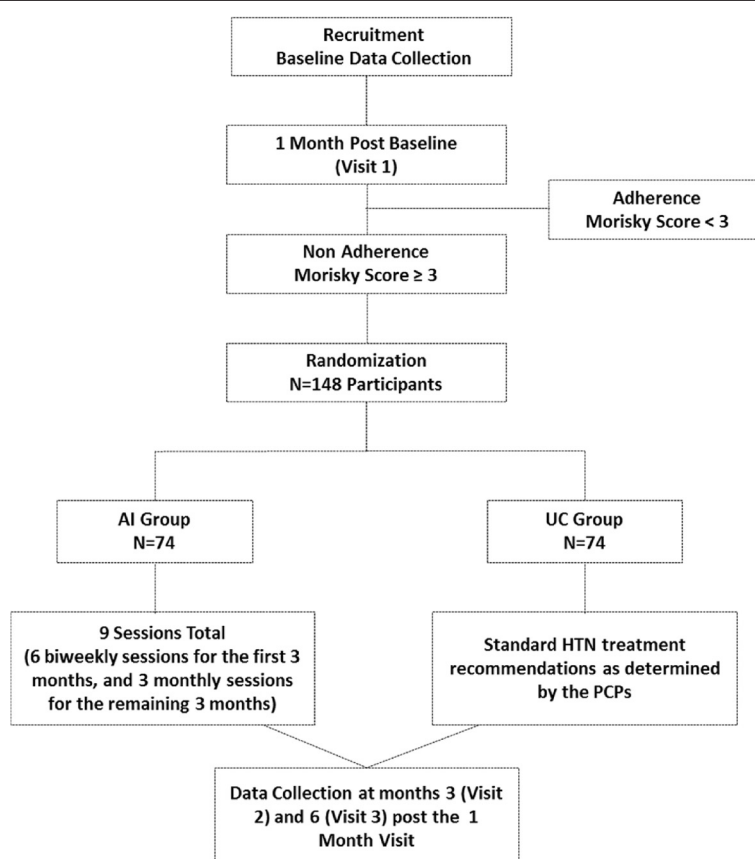 Recruitment
Baseline Data Collection
1 Month Post Baseline
(Visit 1)
Adherence
Morisky Score < 3
Non Adherence
Morisky Score ≥ 3
Randomization
N=148 Participants
AI Group
N=74
UC Group
N=74
9 Sessions Total
(6 biweekly sessions for the first 3
months, and 3 monthly sessions
for the remaining 3 months)
Standard HTN treatment
recommendations as determined
by the PCPs
Data Collection at months 3 (Visit
2) and 6 (Visit 3) post the 1
Month Visit